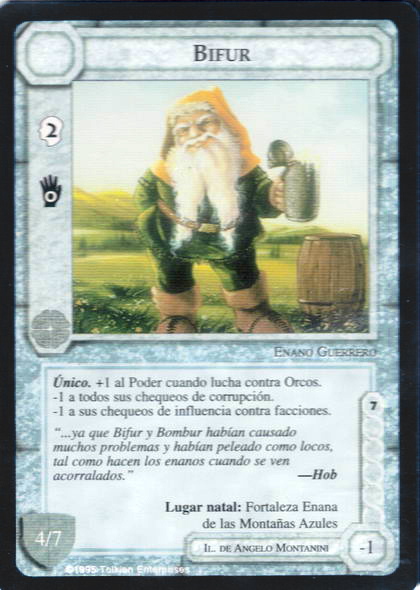 BIFUR
2
0
ENANO GUERRERO
Único. +1 al Poder cuando lucha contra Orcos.
-1 a todos sus chequeos de corrupción.
-1 a sus chequeos de influencia contra facciones.
7
“...ya que Bifur y Bombur habían causado
muchos problemas y habían peleado como locos,
tal como hacen los enanos cuando se ven
acorralados.” —Hob
Lugar natal: Fortaleza Enana
de las Montañas Azules
4/7
IL. DE ANGELO MONTANINI
-1
©1995 Tolkien Enterprises